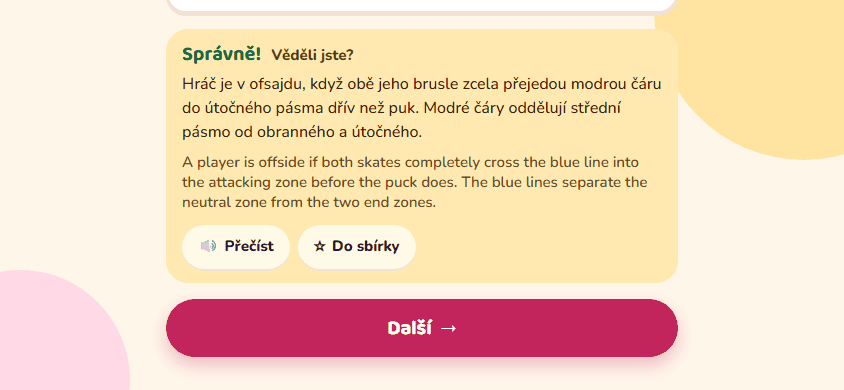 Správně! Věděli jste?
Hráč je v ofsajdu, když obě jeho brusle zcela přejedou modrou čáru
do útočného pásma dřív než puk. Modré čáry oddělují střední
pásmo od obranného a útočného.
A player is offside if both skates completely cross the blue line into
the attacking zone before the puck does. The blue lines separate the
neutral zone from the two end zones.
🔊 Přečíst ☆ Do sbírky
Další →